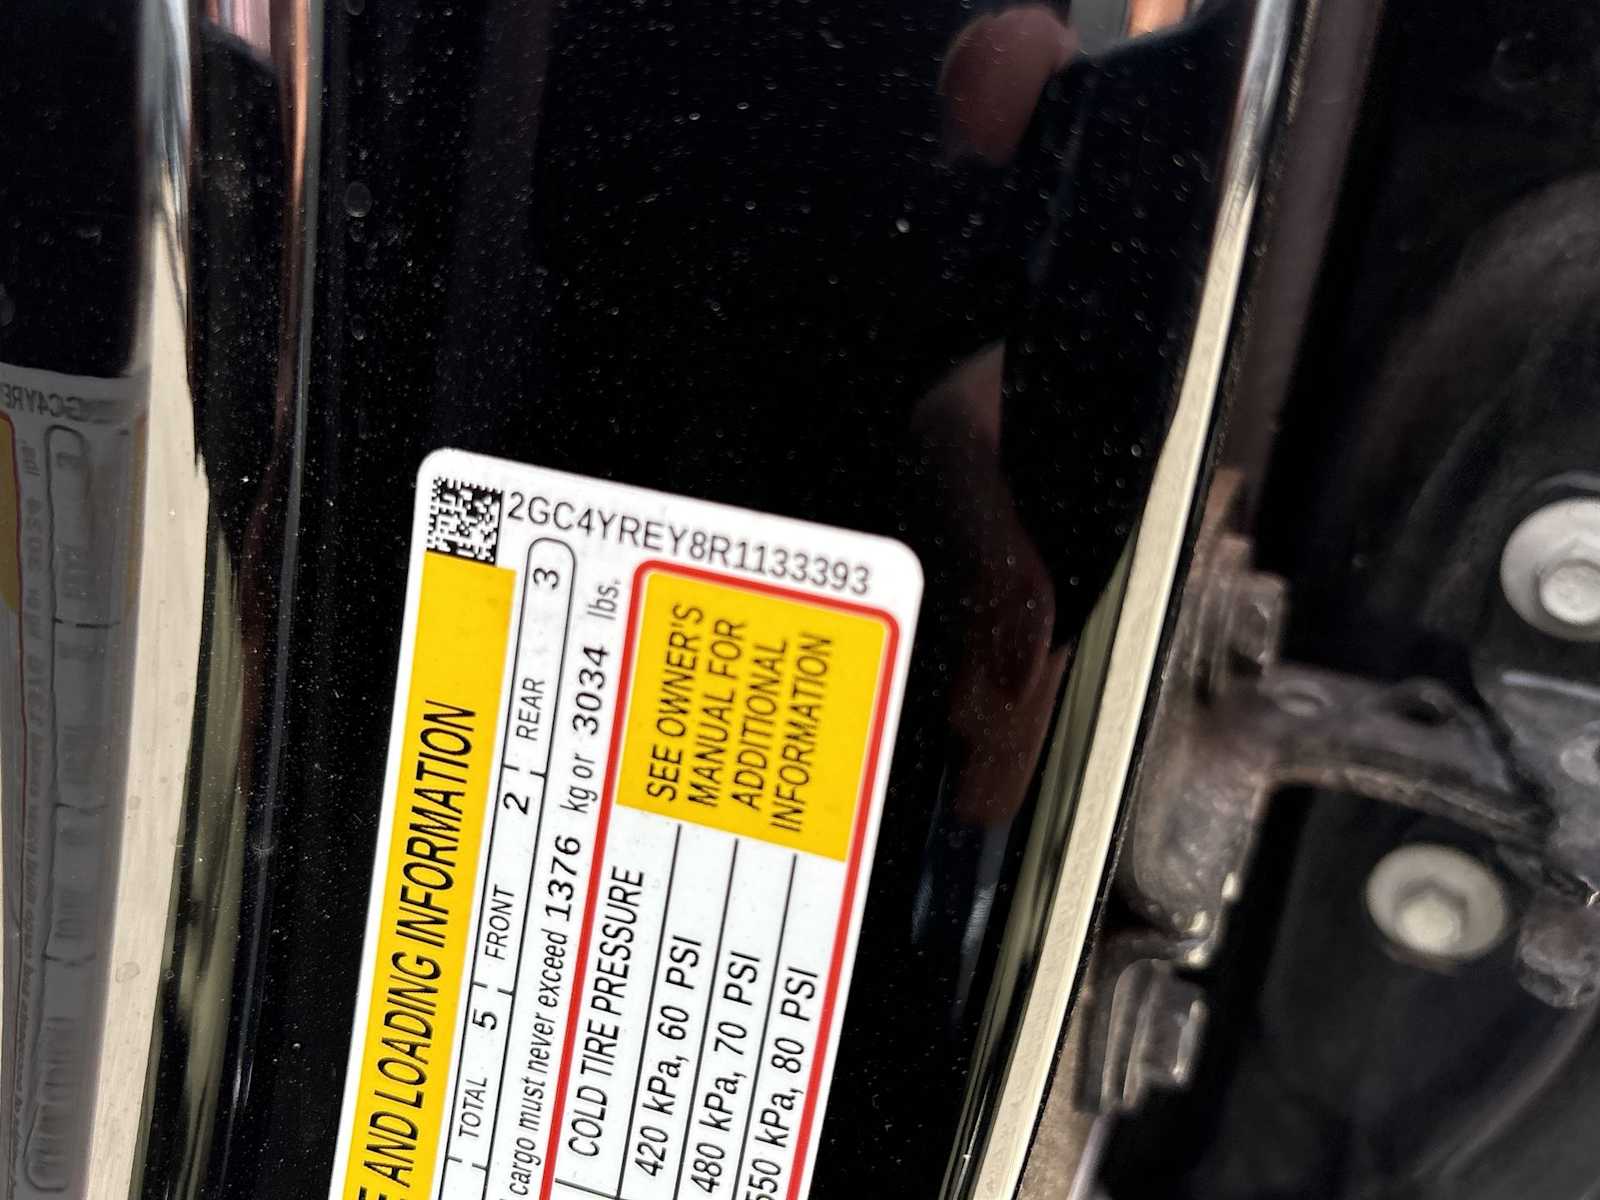 2GC4YREY8R1133393
AND LOADING INFORMATION
TOTAL 5 FRONT 2 REAR 3
cargo must never exceed 1376 kg or 3034 lbs.
COLD TIRE PRESSURE
420 kPa, 60 PSI
480 kPa, 70 PSI
550 kPa, 80 PSI
SEE OWNER'S
MANUAL FOR
ADDITIONAL
INFORMATION